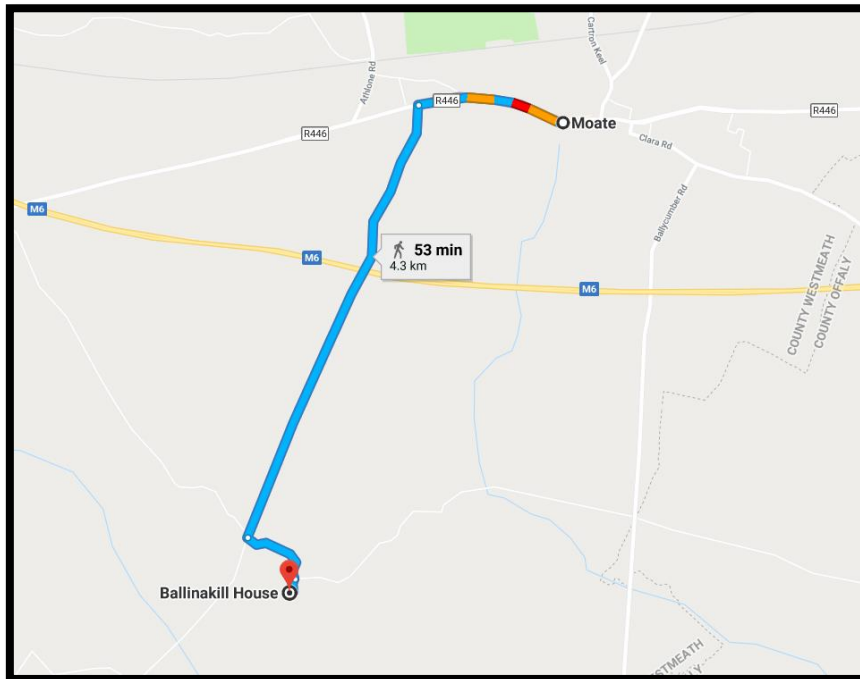 Cartron Keel
Athlone Rd
R446
Moate
R446
R446
Clara Rd
Ballycumber Rd
M6
53 min
4.3 km
M6
M6
COUNTY WESTMEATH
COUNTY OFFALY
Ballinakill House
WESTMEATH